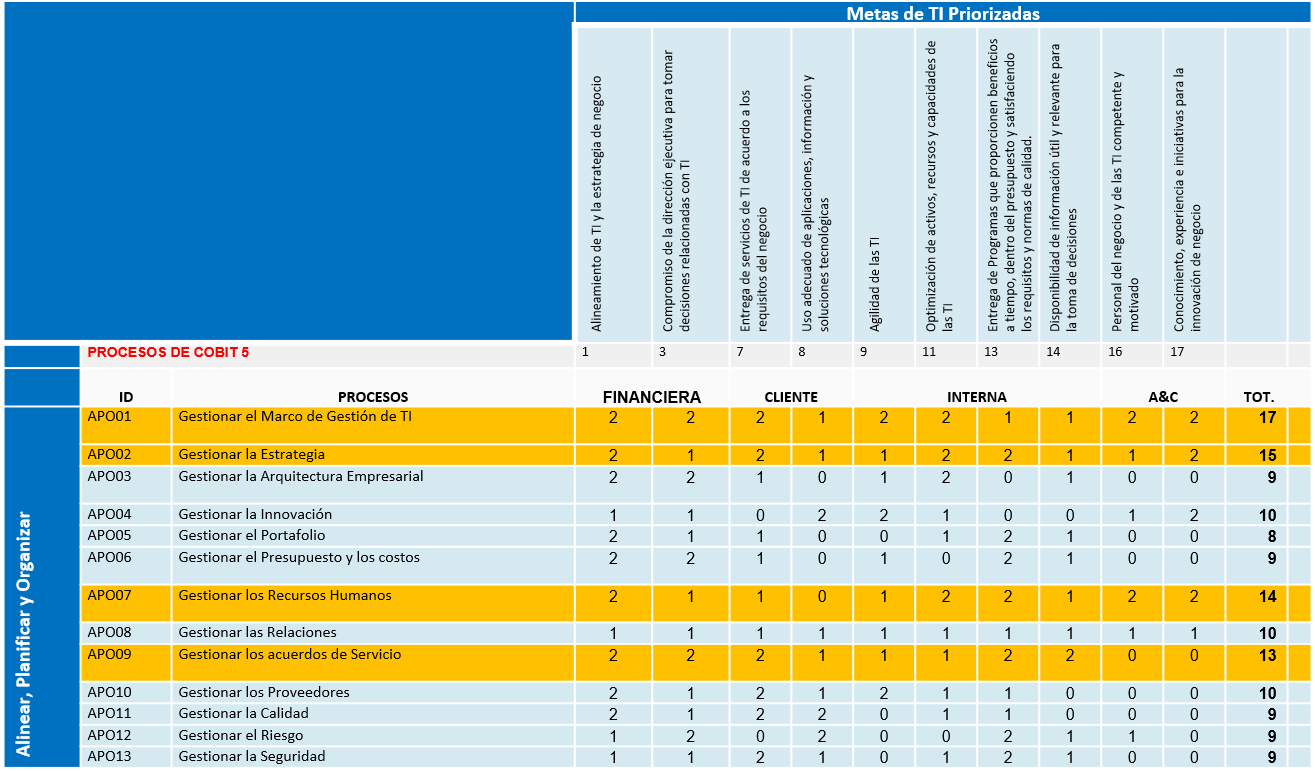 Metas de TI Priorizadas
Alineamiento de TI y la estrategia de negocio
Compromiso de la dirección ejecutiva para tomar
decisiones relacionadas con TI
Entrega de servicios de TI de acuerdo a los
requisitos del negocio
Uso adecuado de aplicaciones, información y
soluciones tecnológicas
Agilidad de las TI
Optimización de activos, recursos y capacidades de
las TI
Entrega de Programas que proporcionen beneficios
a tiempo, dentro del presupuesto y satisfaciendo
los requisitos y normas de calidad.
Disponibilidad de información útil y relevante para
la toma de decisiones
Personal del negocio y de las TI competente y
motivado
Conocimiento, experiencia e iniciativas para la
innovación de negocio
PROCESOS DE COBIT 5 1 3 7 8 9 11 13 14 16 17
ID PROCESOS FINANCIERA CLIENTE INTERNA A&C TOT.
Alinear, Planificar y Organizar
APO01 Gestionar el Marco de Gestión de TI 2 2 2 1 2 2 1 1 2 2 17
APO02 Gestionar la Estrategia 2 1 2 1 1 2 2 1 1 2 15
APO03 Gestionar la Arquitectura Empresarial 2 2 1 0 1 2 0 1 0 0 9
APO04 Gestionar la Innovación 1 1 0 2 2 1 0 0 1 2 10
APO05 Gestionar el Portafolio 2 1 1 0 0 1 2 1 0 0 8
APO06 Gestionar el Presupuesto y los costos 2 2 1 0 1 0 2 1 0 0 9
APO07 Gestionar los Recursos Humanos 2 1 1 0 1 2 2 1 2 2 14
APO08 Gestionar las Relaciones 1 1 1 1 1 1 1 1 1 1 10
APO09 Gestionar los acuerdos de Servicio 2 2 2 1 1 1 2 2 0 0 13
APO10 Gestionar los Proveedores 2 1 2 1 2 1 1 0 0 0 10
APO11 Gestionar la Calidad 2 1 2 2 0 1 1 0 0 0 9
APO12 Gestionar el Riesgo 1 2 0 2 0 0 2 1 1 0 9
APO13 Gestionar la Seguridad 1 1 2 1 0 1 2 1 0 0 9